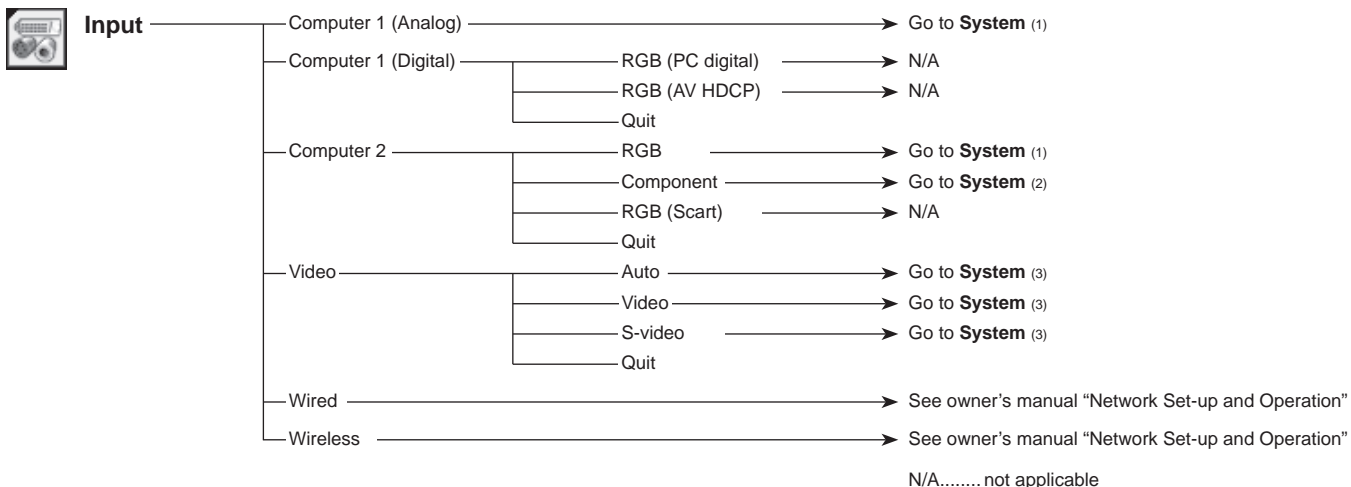 Input Computer 1 (Analog) Go to System (1)
Computer 1 (Digital) RGB (PC digital) N/A
RGB (AV HDCP) N/A
Quit
Computer 2 RGB Go to System (1)
Component Go to System (2)
RGB (Scart) N/A
Quit
Video Auto Go to System (3)
Video Go to System (3)
S-video Go to System (3)
Quit
Wired See owner’s manual “Network Set-up and Operation”
Wireless See owner’s manual “Network Set-up and Operation”
N/A........ not applicable